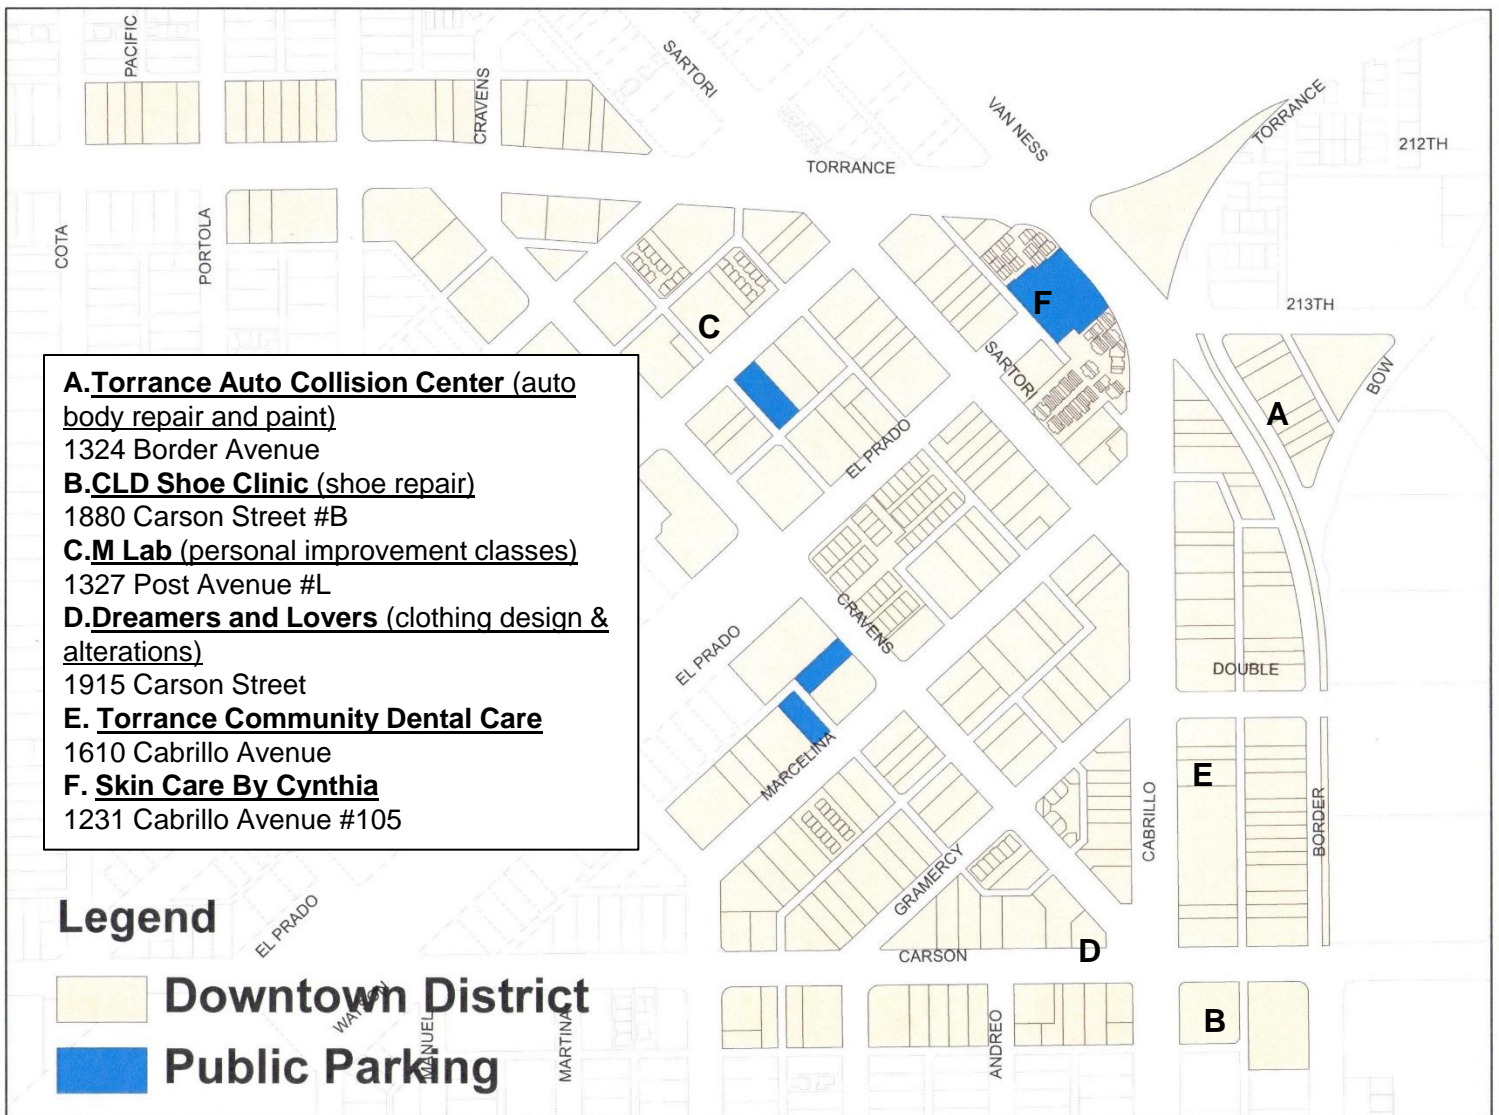 PACIFIC
CRAVENS
SARTORI
VAN NESS
TORRANCE
TORRANCE
212TH
COTA
PORTOLA
213TH
F
C
SARTORI
BOW
A
EL PRADO
A.Torrance Auto Collision Center (auto
body repair and paint)
1324 Border Avenue
B.CLD Shoe Clinic (shoe repair)
1880 Carson Street #B
C.M Lab (personal improvement classes)
1327 Post Avenue #L
D.Dreamers and Lovers (clothing design &
alterations)
1915 Carson Street
E. Torrance Community Dental Care
1610 Cabrillo Avenue
F. Skin Care By Cynthia
1231 Cabrillo Avenue #105
CRAVENS
EL PRADO
DOUBLE
MARCELINA
E
CABRILLO
BORDER
GRAMERCY
CARSON
D
EL PRADO
B
ANDREO
Legend
Downtown District
WATSON
MANUEL
MARTINA
Public Parking